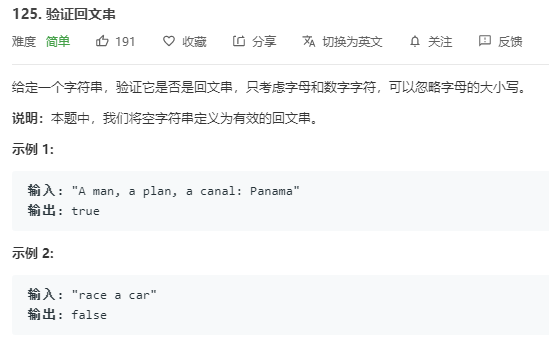 125. 验证回文串
难度 简单 191 收藏 分享 切换为英文 关注 反馈
给定一个字符串，验证它是否是回文串，只考虑字母和数字字符，可以忽略字母的大小写。
说明：本题中，我们将空字符串定义为有效的回文串。
示例 1:
输入: "A man, a plan, a canal: Panama"
输出: true
示例 2:
输入: "race a car"
输出: false